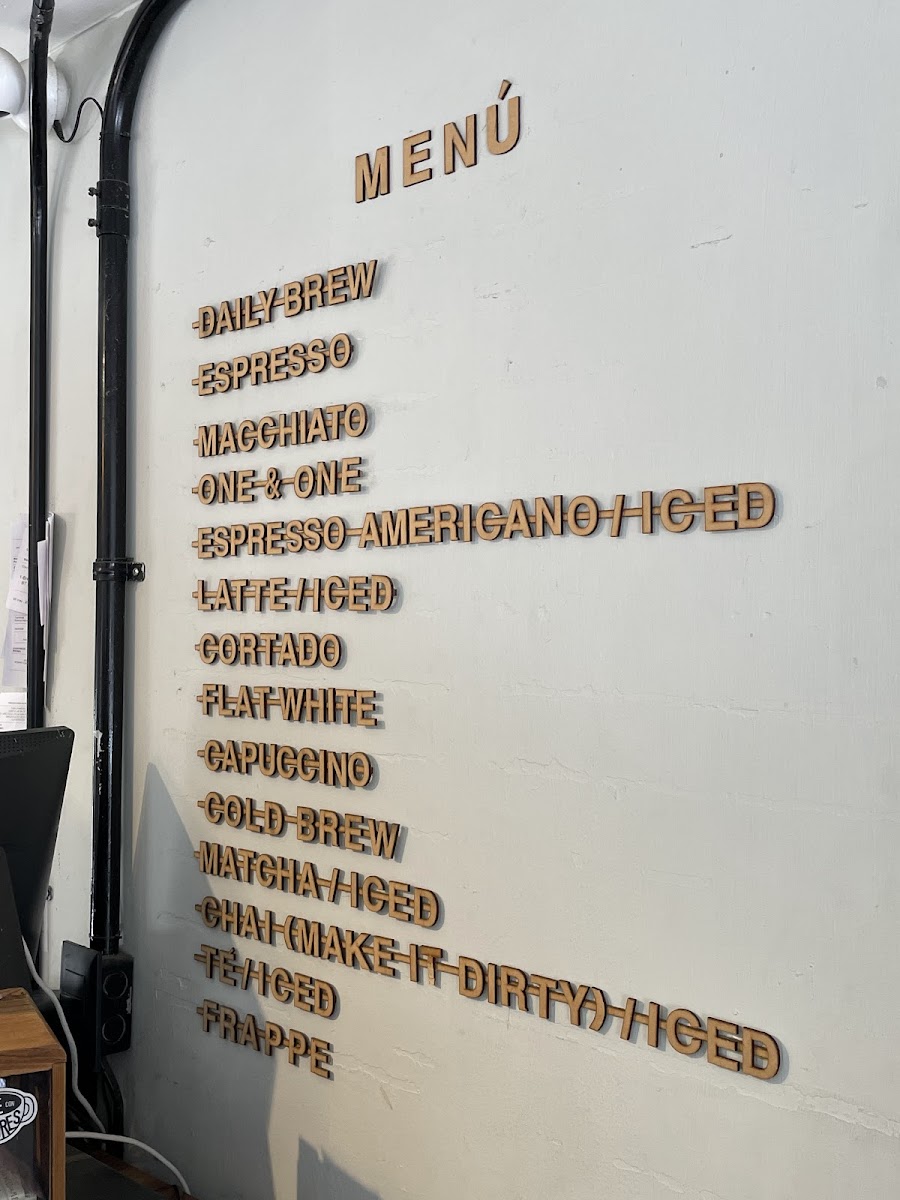 MENÚ
DAILY BREW
ESPRESSO
MACCHIATO
ONE & ONE
ESPRESSO AMERICANO / ICED
LATTE / ICED
CORTADO
FLAT WHITE
CAPUCCINO
COLD BREW
MATCHA / ICED
CHAI (MAKE IT DIRTY) / ICED
TÉ / ICED
FRAPPE
CON